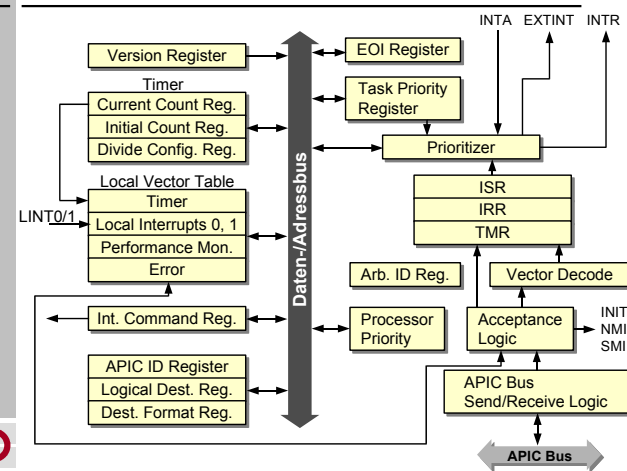 INTA EXTINT INTR
Version Register
EOI Register
Timer
Current Count Reg.
Initial Count Reg.
Divide Config. Reg.
Task Priority
Register
Prioritizer
Local Vector Table
Timer
Local Interrupts 0, 1
Performance Mon.
Error
LINT0/1
Daten-/Adressbus
ISR
IRR
TMR
Arb. ID Reg.
Vector Decode
Int. Command Reg.
Processor
Priority
Acceptance
Logic
INIT
NMI
SMI
APIC ID Register
Logical Dest. Reg.
Dest. Format Reg.
APIC Bus
Send/Receive Logic
APIC Bus